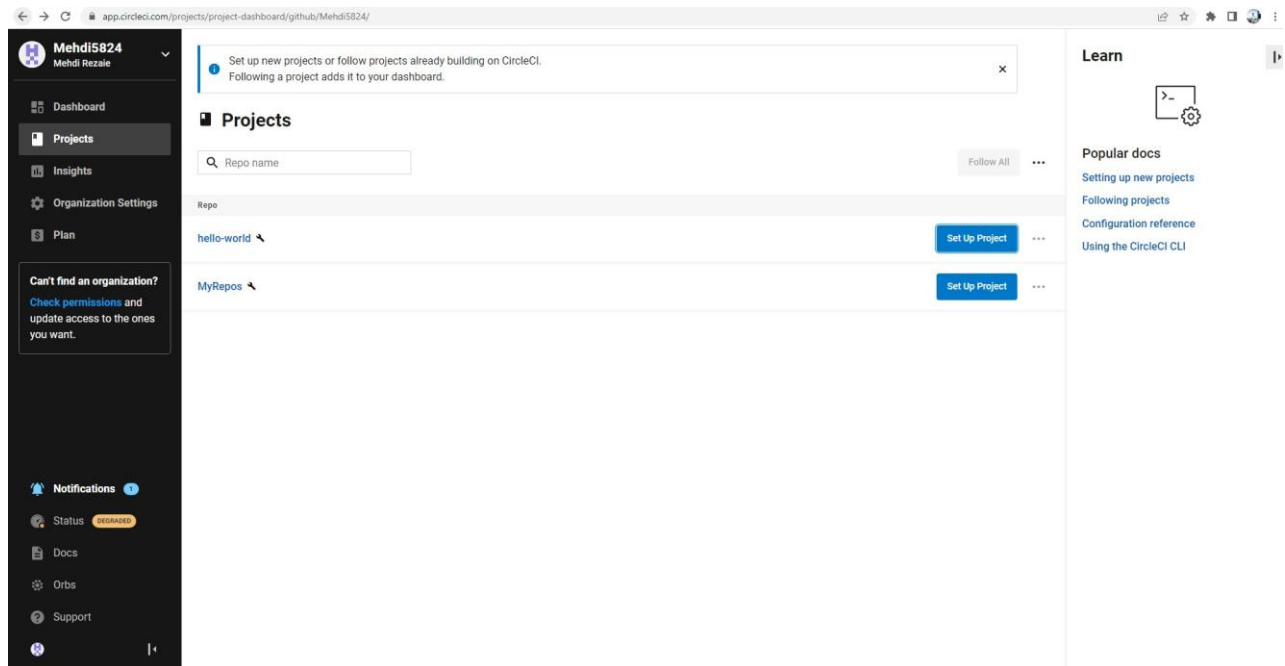 app.circleci.com/projects/project-dashboard/github/Mehdi5824/
Mehdi5824
Mehdi Rezaie
Dashboard
Projects
Insights
Organization Settings
Plan
Can't find an organization?
Check permissions and
update access to the ones
you want.
Notifications 1
Status DEGRADED
Docs
Orbs
Support
Set up new projects or follow projects already building on CircleCI.
Following a project adds it to your dashboard.
Projects
Repo name
Follow All
Repo
hello-world
Set Up Project
MyRepos
Set Up Project
Learn
Popular docs
Setting up new projects
Following projects
Configuration reference
Using the CircleCI CLI